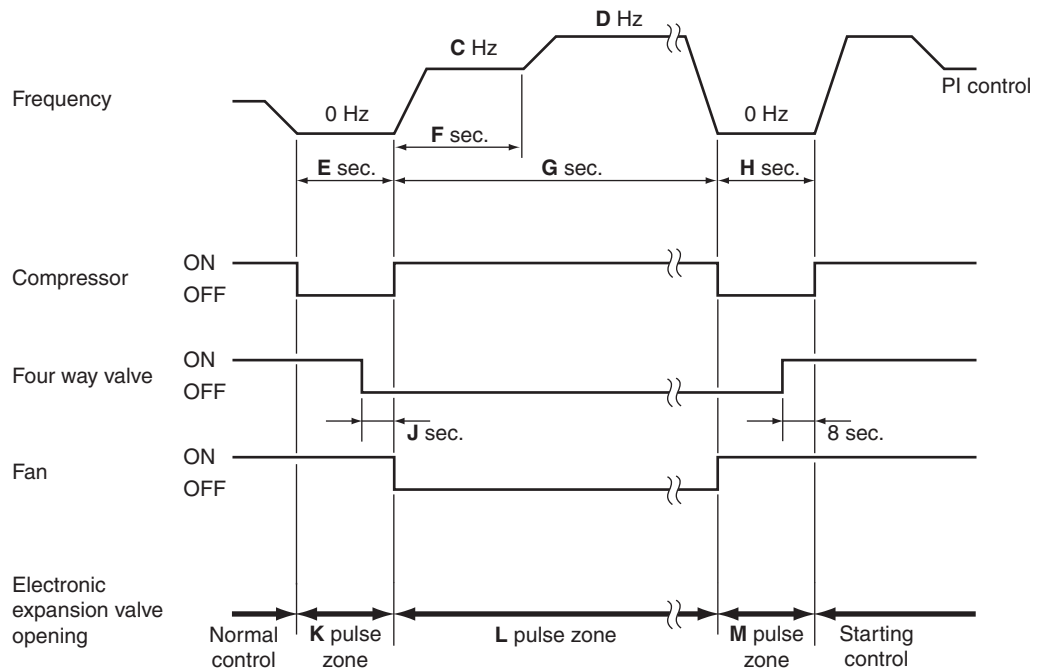 D Hz
C Hz
Frequency
0 Hz
0 Hz
PI control
F sec.
E sec.
G sec.
H sec.
Compressor
ON
OFF
Four way valve
ON
OFF
J sec.
8 sec.
Fan
ON
OFF
Electronic
expansion valve
opening
Normal
control
K pulse
zone
L pulse zone
M pulse
zone
Starting
control